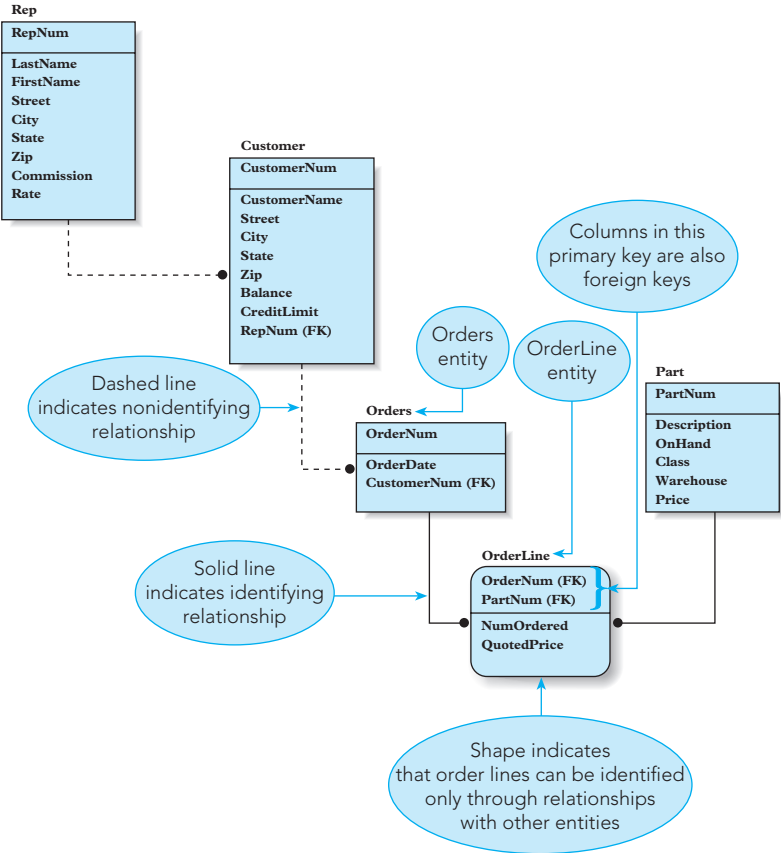 Rep
RepNum
LastName
FirstName
Street
City
State
Zip
Commission
Rate
Customer
CustomerNum
CustomerName
Street
City
State
Zip
Balance
CreditLimit
RepNum (FK)
Columns in this
primary key are also
foreign keys
Orders
entity
OrderLine
entity
Dashed line
indicates nonidentifying
relationship
Orders
OrderNum
OrderDate
CustomerNum (FK)
Part
PartNum
Description
OnHand
Class
Warehouse
Price
Solid line
indicates identifying
relationship
OrderLine
OrderNum (FK)
PartNum (FK)
NumOrdered
QuotedPrice
Shape indicates
that order lines can be identified
only through relationships
with other entities